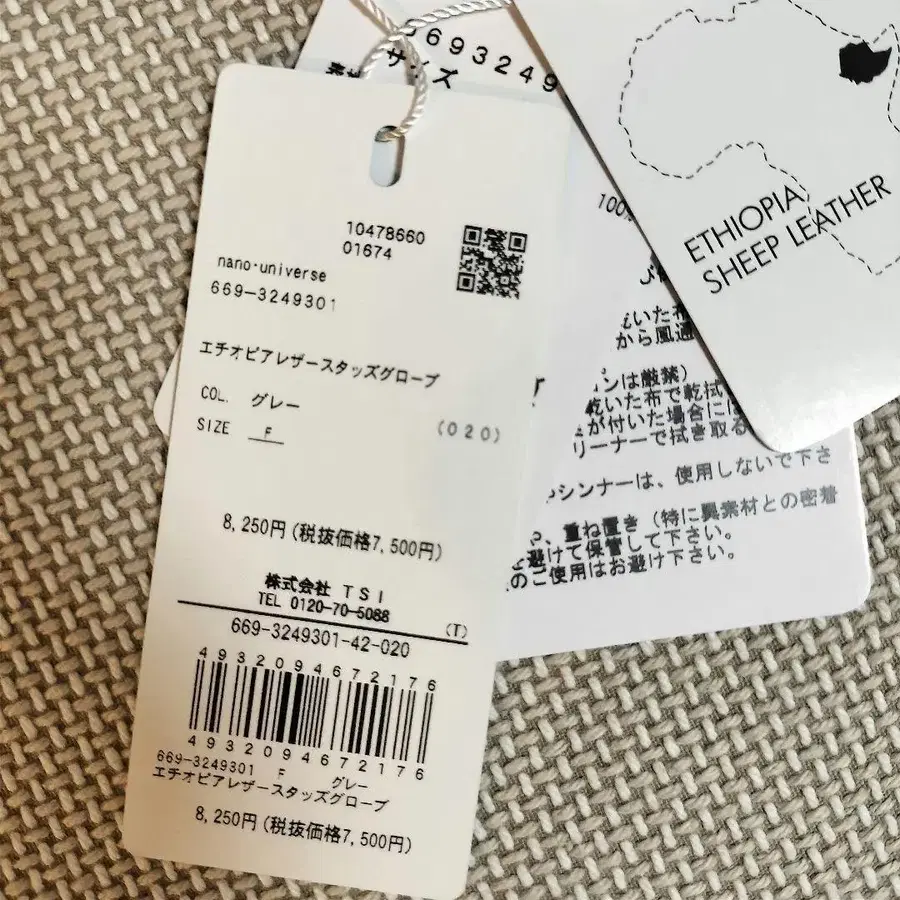 10478660
01674
nano・universe
669-3249301
エチオピアレザースタッズグローブ
COL. グレー
SIZE F
(020)
8,250円(税抜価格7,500円)
株式会社 TSI
TEL 0120-70-5088
(T)
669-3249301-42-020
4932094672176
4932094672176
669-3249301 F グレー
エチオピアレザースタッズグローブ
8,250円(税抜価格7,500円)
693249
サイズ
100%
乾いた布
から風通
ンは厳禁)
乾いた布で乾拭
が付いた場合には
リーナーで拭き取る
シンナーは、使用しないで下さ
、重ね置き(特に異素材との密着
を避けて保管して下さい。
のご使用はお避け下さい。
ETHIOPIA
SHEEP LEATHER